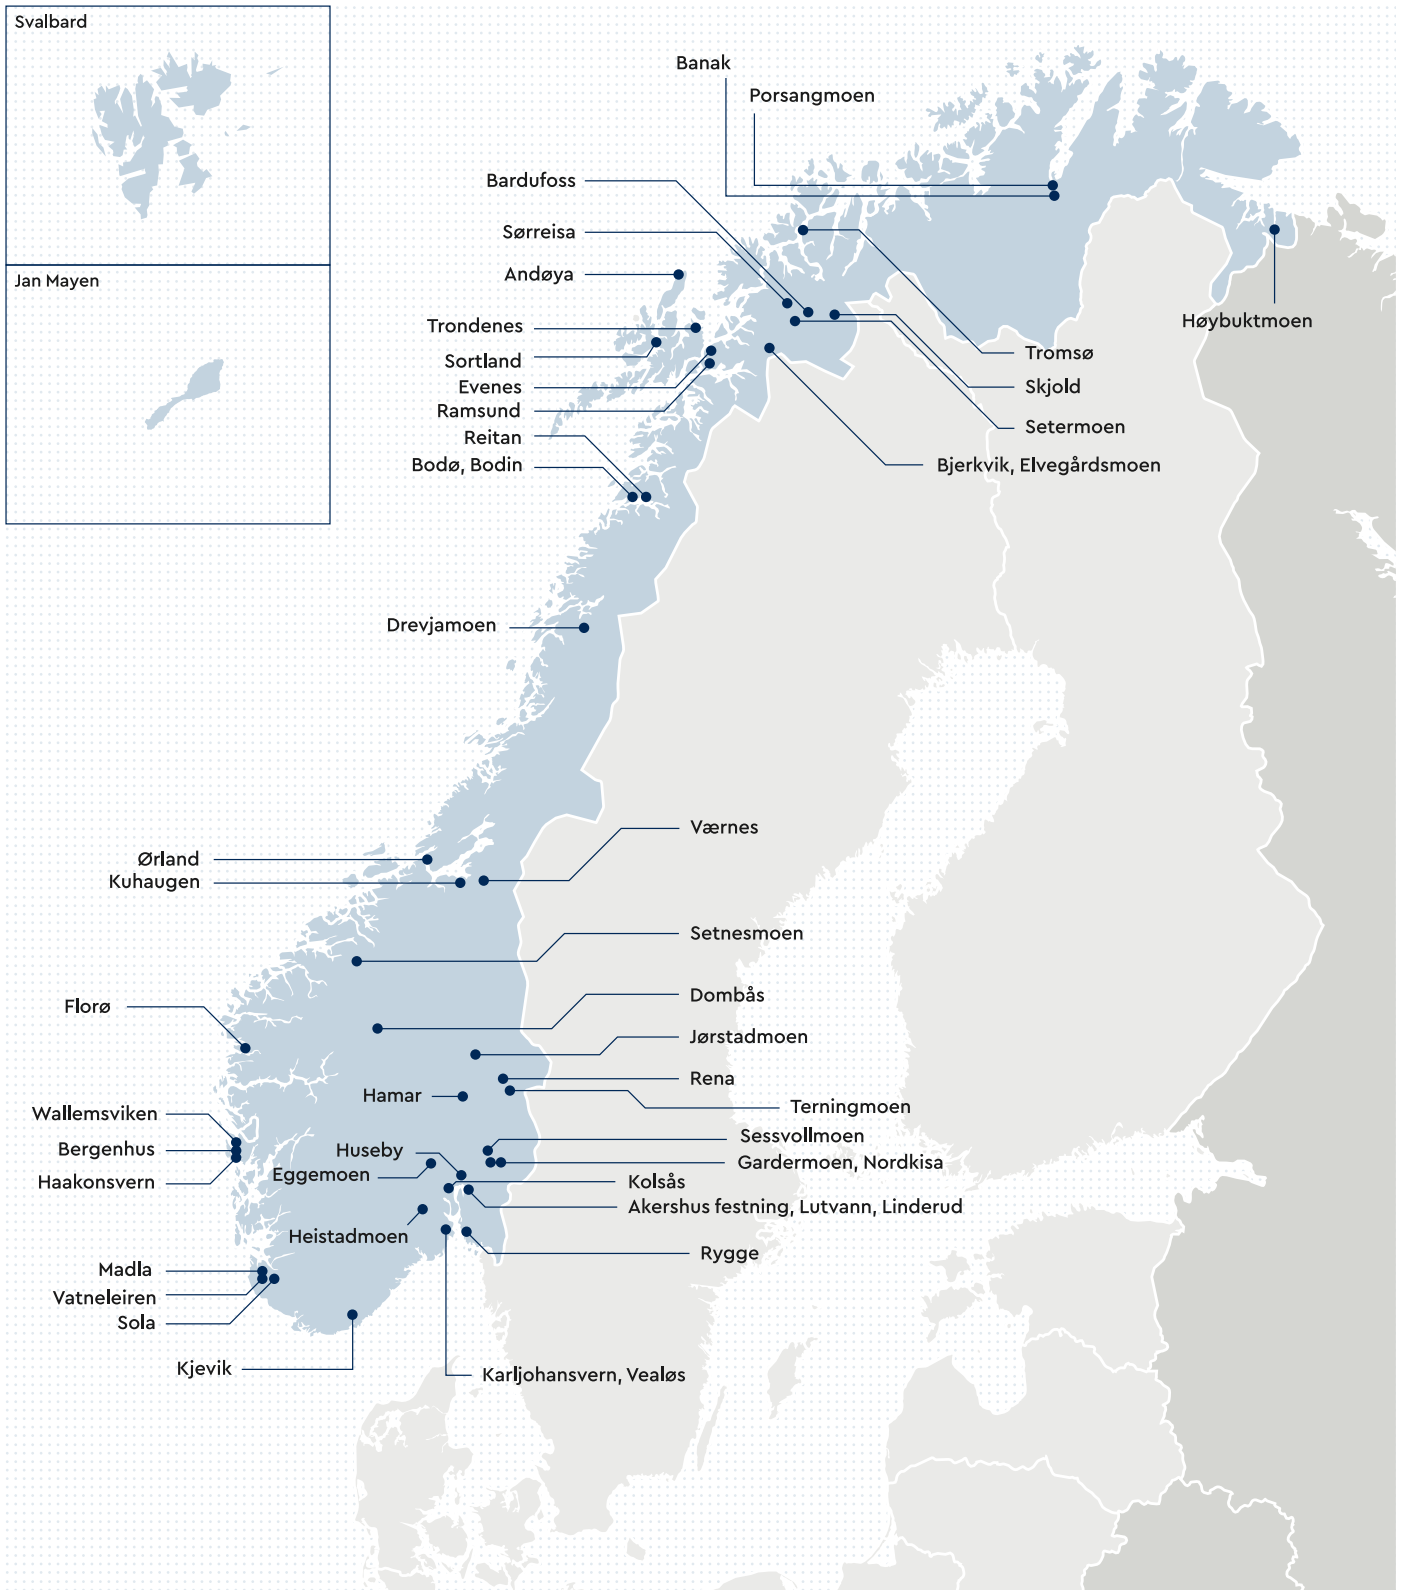 Svalbard
Jan Mayen
Banak
Porsangmoen
Bardufoss
Sørreisa
Andøya
Trondenes
Sortland
Evenes
Ramsund
Reitan
Bodø, Bodin
Høybuktmoen
Tromsø
Skjold
Setermoen
Bjerkvik, Elvegårdsmoen
Drevjamoen
Værnes
Ørland
Kuhaugen
Setnesmoen
Dombås
Florø
Jørstadmoen
Rena
Hamar
Terningmoen
Wallemsviken
Sessvollmoen
Bergenhus
Huseby
Gardermoen, Nordkisa
Eggemoen
Haakonsvern
Kolsås
Akershus festning, Lutvann, Linderud
Heistadmoen
Rygge
Madla
Vatneleiren
Sola
Kjevik
Karljohansvern, Vealøs